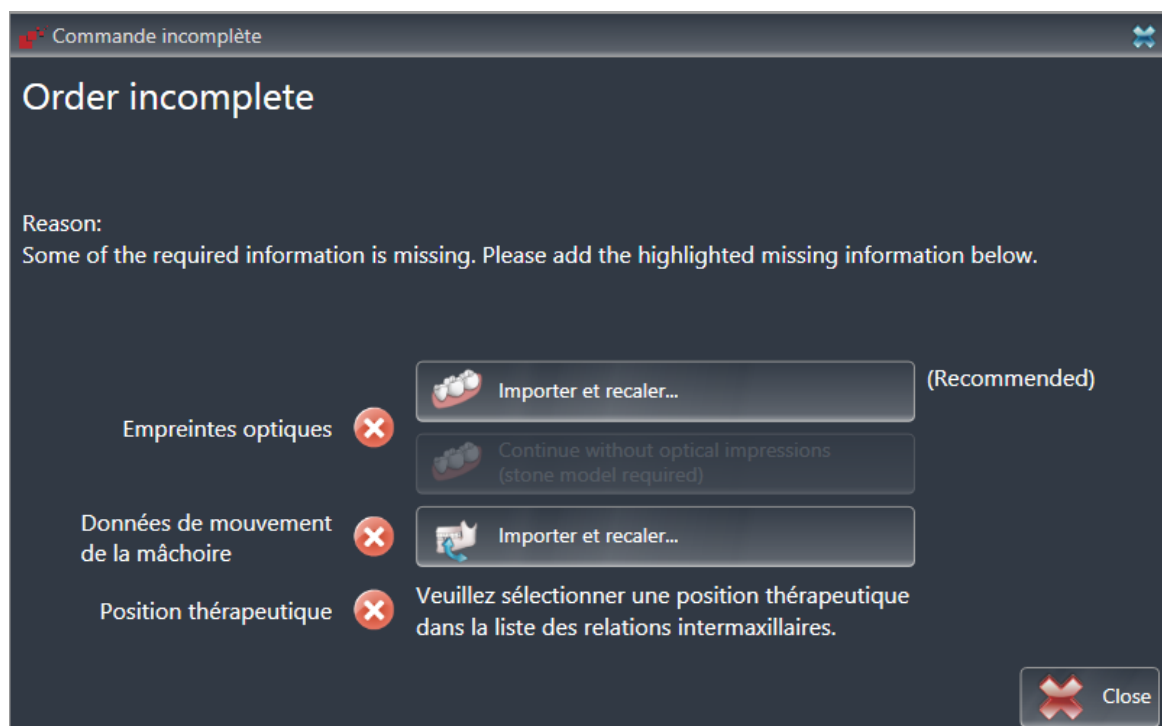 Commande incomplète
Order incomplete
Reason:
Some of the required information is missing. Please add the highlighted missing information below.
Empreintes optiques
Importer et recaler...
(Recommended)
Continue without optical impressions
(stone model required)
Données de mouvement
de la mâchoire
Importer et recaler...
Position thérapeutique
Veuillez sélectionner une position thérapeutique
dans la liste des relations intermaxillaires.
Close